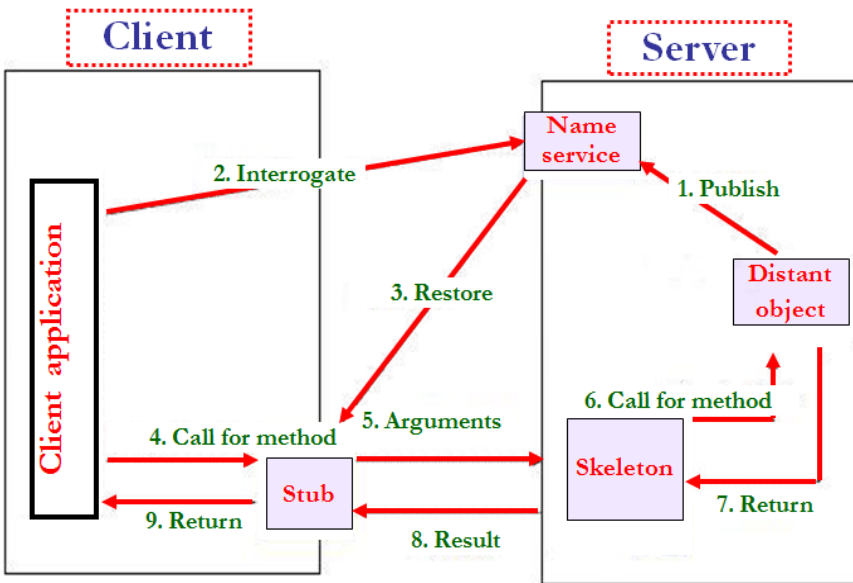 Client
Server
Name
service
2. Interrogate
1. Publish
Distant
object
3. Restore
Client application
6. Call for method
5. Arguments
4. Call for method
Stub
Skeleton
9. Return
7. Return
8. Result